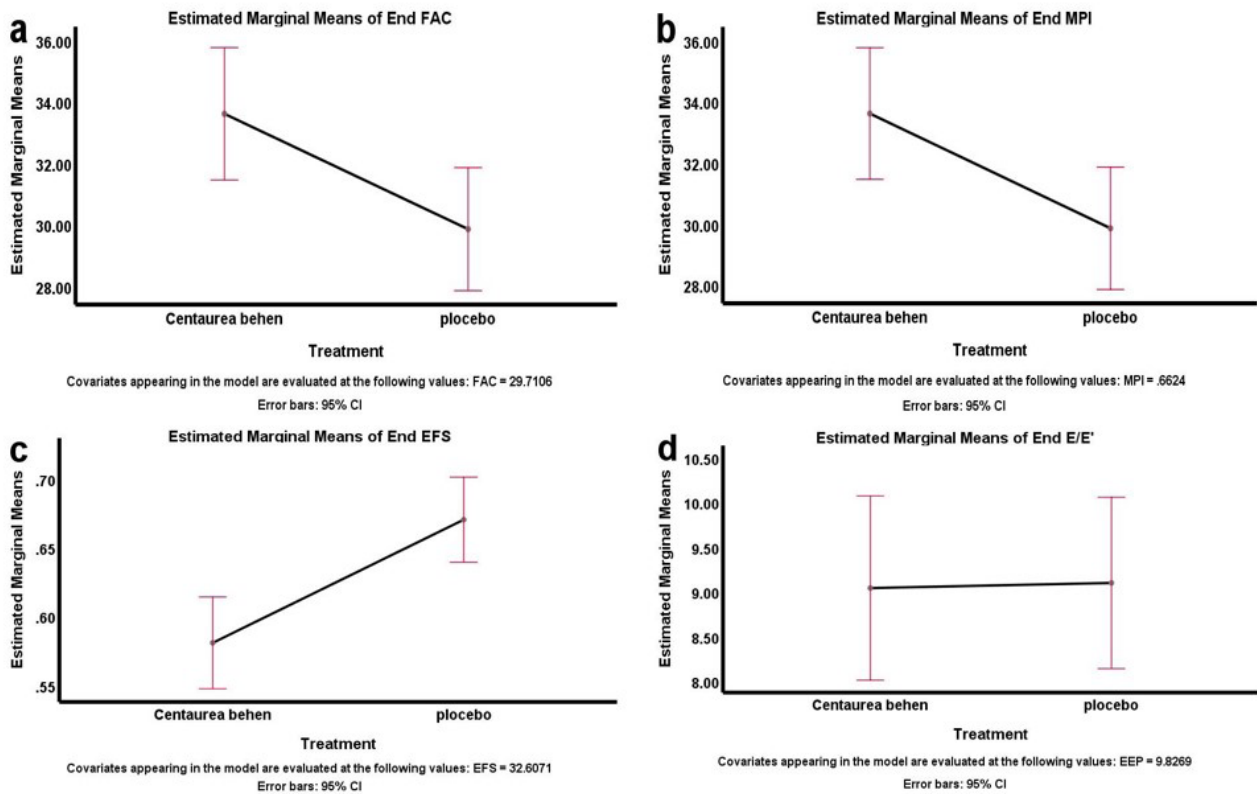 a
Estimated Marginal Means of End FAC
Estimated Marginal Means
36.00
34.00
32.00
30.00
28.00
Centaurea behen
plocebo
Treatment
Covariates appearing in the model are evaluated at the following values: FAC = 29.7106
Error bars: 95% CI
b
Estimated Marginal Means of End MPI
Estimated Marginal Means
36.00
34.00
32.00
30.00
28.00
Centaurea behen
plocebo
Treatment
Covariates appearing in the model are evaluated at the following values: MPI = .6624
Error bars: 95% CI
c
Estimated Marginal Means of End EFS
Estimated Marginal Means
.70
.65
.60
.55
Centaurea behen
plocebo
Treatment
Covariates appearing in the model are evaluated at the following values: EFS = 32.6071
Error bars: 95% CI
d
Estimated Marginal Means of End E/E'
Estimated Marginal Means
10.50
10.00
9.50
9.00
8.50
8.00
Centaurea behen
plocebo
Treatment
Covariates appearing in the model are evaluated at the following values: EEP = 9.8269
Error bars: 95% CI